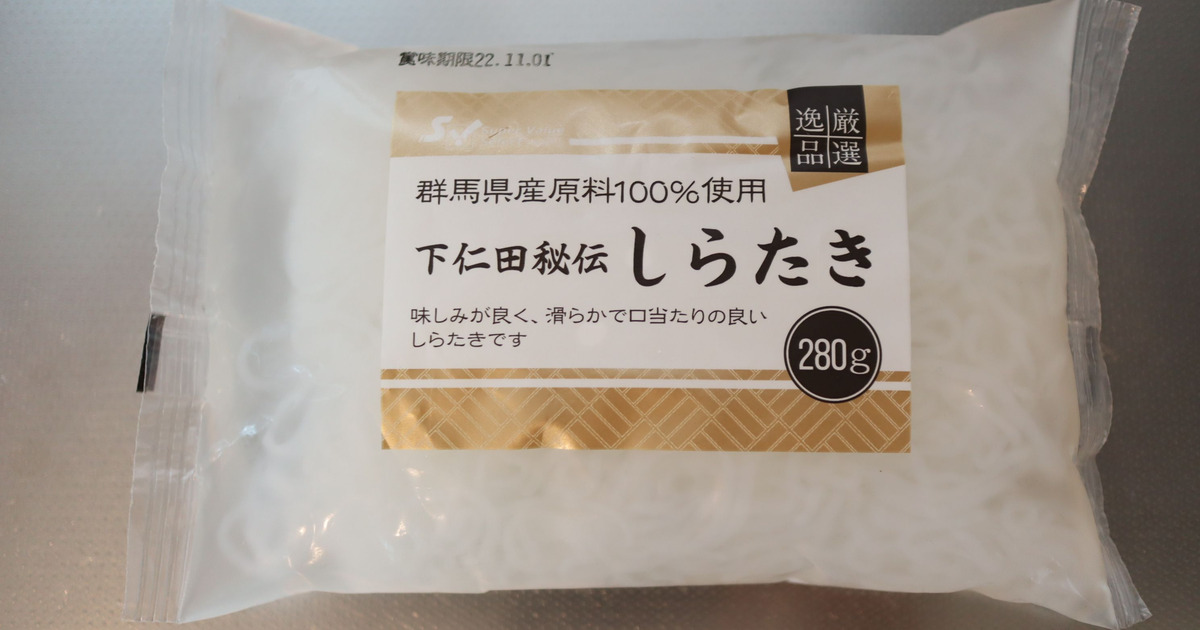 賞味期限22.11.01
厳選
逸品
群馬県産原料100%使用
下仁田秘伝 しらたき
味しみが良く、滑らかで口当たりの良い
しらたきです
280g